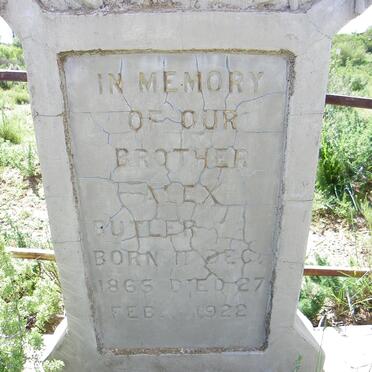 IN MEMORY
OF OUR
BROTHER
ALEX
BUTLER
BORN 11 DEC.
1865 DIED 27
FEB. 1922